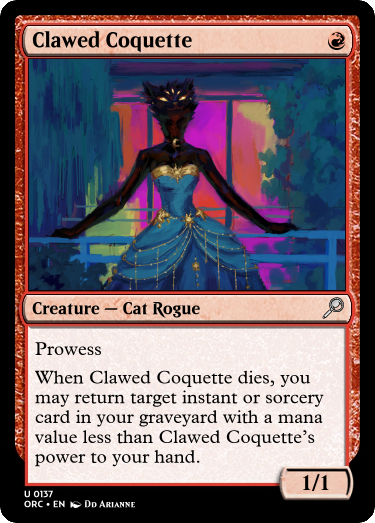 Clawed Coquette
Creature — Cat Rogue
Prowess
When Clawed Coquette dies, you
may return target instant or sorcery
card in your graveyard with a mana
value less than Clawed Coquette's
power to your hand.
1/1
U 0137
ORC • EN Dd Arianne